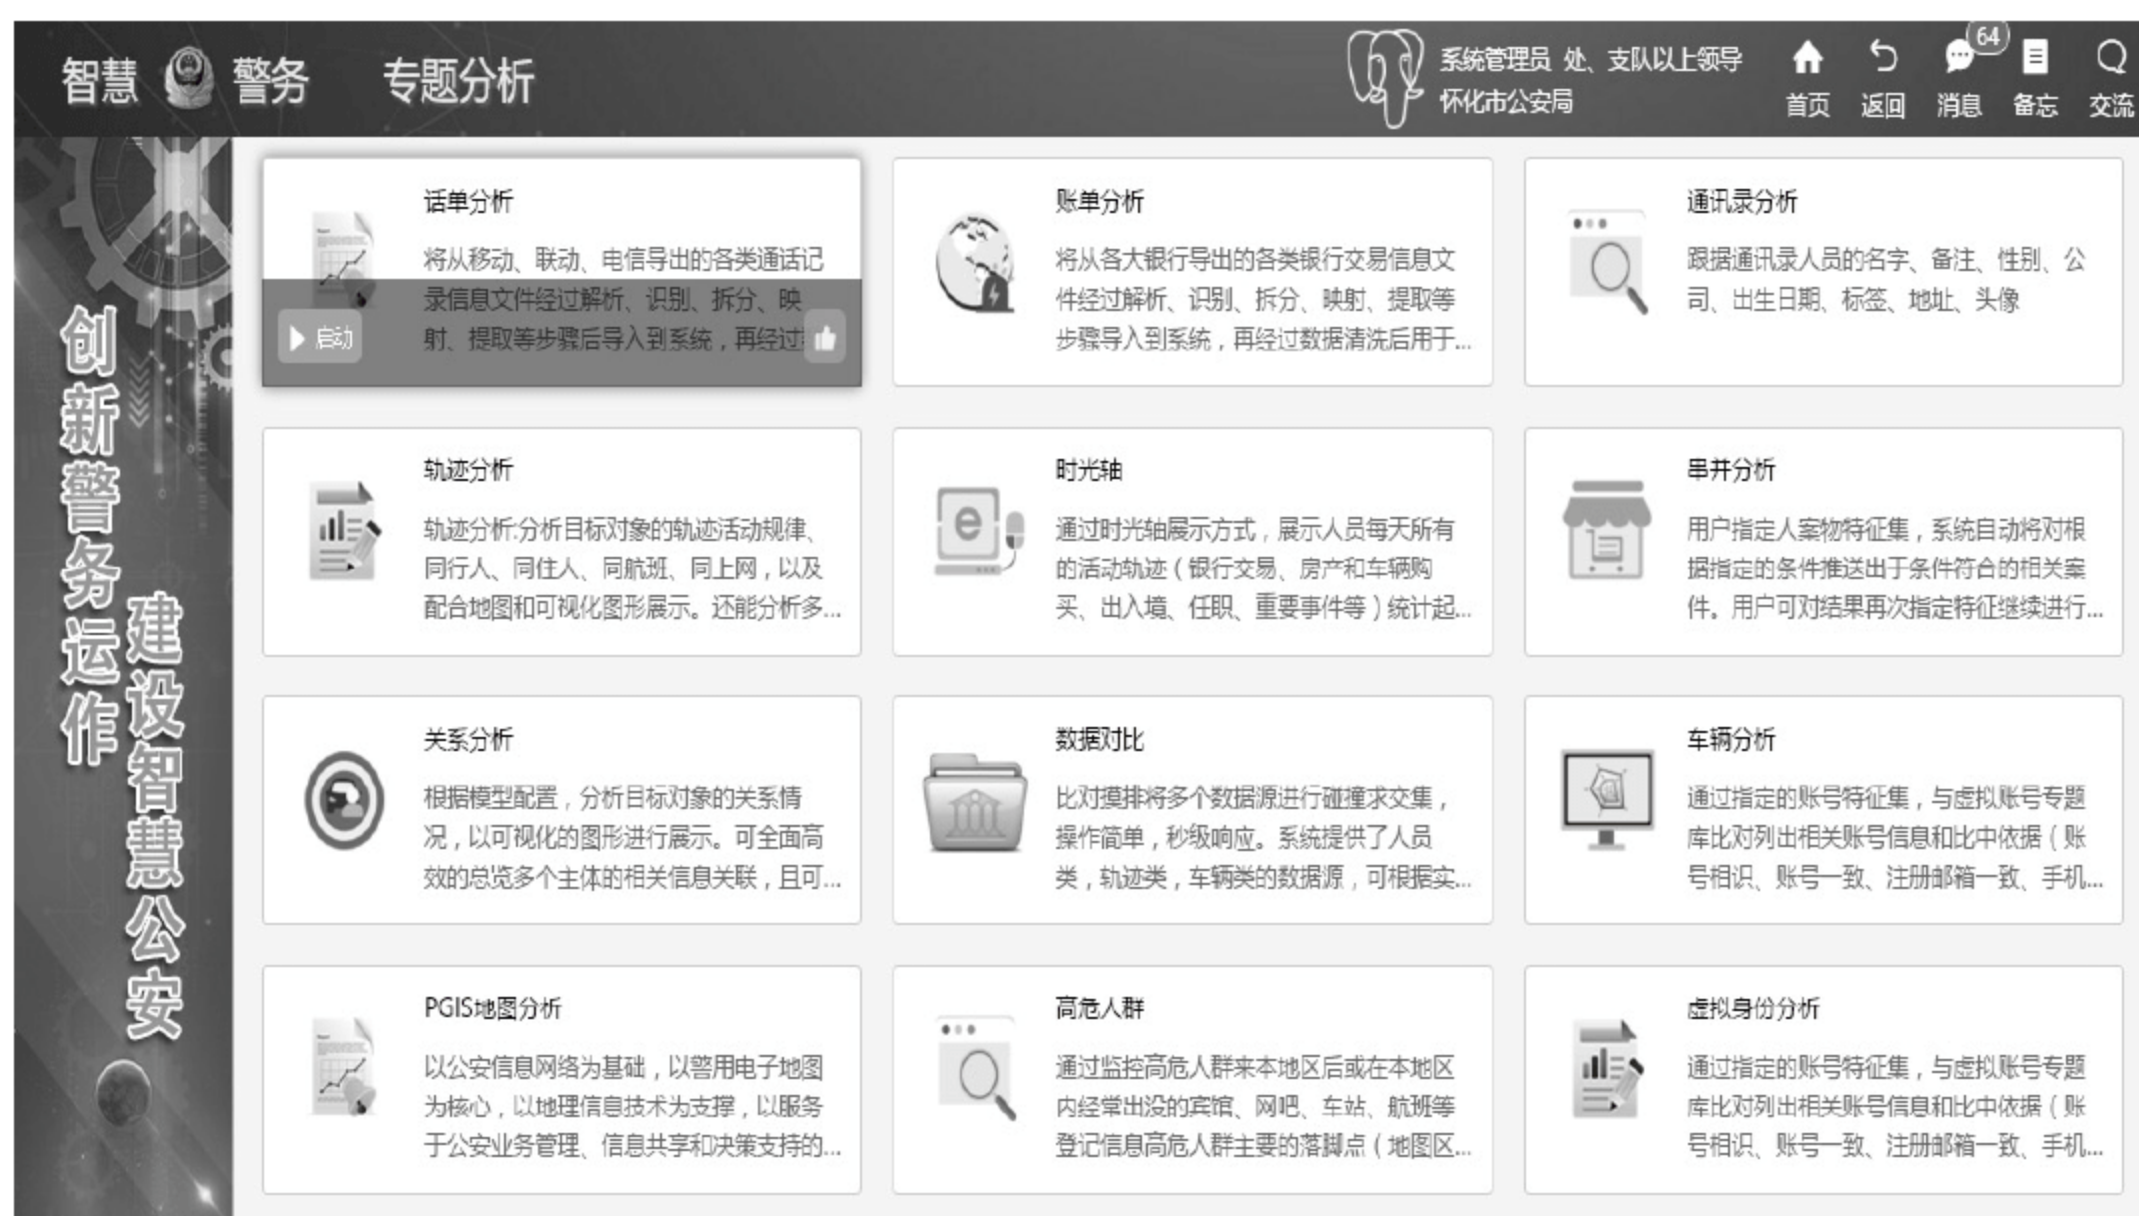 智慧 警务 专题分析
系统管理员 处、支队以上领导
怀化市公安局
64
首页 返回 消息 备忘 交流
创新警务运作
建设智慧公安
话单分析
将从移动、联动、电信导出的各类通话记
录信息文件经过解析、识别、拆分、映
射、提取等步骤后导入到系统，再经过
启动
账单分析
将从各大银行导出的各类银行交易信息文
件经过解析、识别、拆分、映射、提取等
步骤导入到系统，再经过数据清洗后用于...
通讯录分析
跟据通讯录人员的名字、备注、性别、公
司、出生日期、标签、地址、头像
轨迹分析
轨迹分析:分析目标对象的轨迹活动规律、
同行人、同住人、同航班、同上网，以及
配合地图和可视化图形展示。还能分析多...
时光轴
通过时光轴展示方式，展示人员每天所有
的活动轨迹（银行交易、房产和车辆购
买、出入境、任职、重要事件等）统计起...
串并分析
用户指定人案物特征集，系统自动将对根
据指定的条件推送出于条件符合的相关案
件。用户可对结果再次指定特征继续进行...
关系分析
根据模型配置，分析目标对象的关系情
况，以可视化的图形进行展示。可全面高
效的总览多个主体的相关信息关联，且可...
数据对比
比对摸排将多个数据源进行碰撞求交集，
操作简单，秒级响应。系统提供了人员
类，轨迹类，车辆类的数据源，可根据实...
车辆分析
通过指定的账号特征集，与虚拟账号专题
库比对列出相关账号信息和比中依据（账
号相识、账号一致、注册邮箱一致、手机...
PGIS地图分析
以公安信息网络为基础，以警用电子地图
为核心，以地理信息技术为支撑，以服务
于公安业务管理、信息共享和决策支持的...
高危人群
通过监控高危人群来本地区后或在本地区
内经常出没的宾馆、网吧、车站、航班等
登记信息高危人群主要的落脚点（地图区...
虚拟身份分析
通过指定的账号特征集，与虚拟账号专题
库比对列出相关账号信息和比中依据（账
号相识、账号一致、注册邮箱一致、手机...